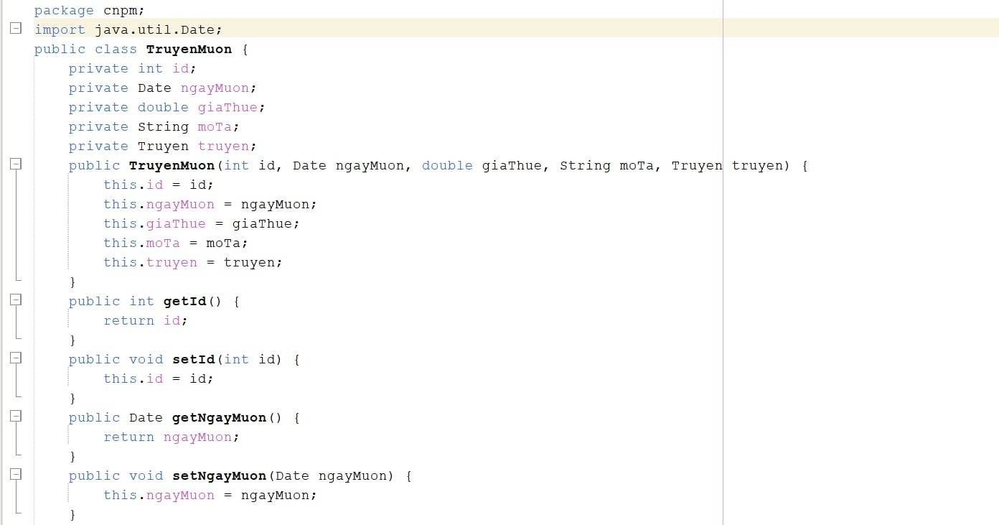 package cnpm;
import java.util.Date;
public class TruyenMuon {
    private int id;
    private Date ngayMuon;
    private double giaThue;
    private String moTa;
    private Truyen truyen;
    public TruyenMuon(int id, Date ngayMuon, double giaThue, String moTa, Truyen truyen) {
        this.id = id;
        this.ngayMuon = ngayMuon;
        this.giaThue = giaThue;
        this.moTa = moTa;
        this.truyen = truyen;
    }
    public int getId() {
        return id;
    }
    public void setId(int id) {
        this.id = id;
    }
    public Date getNgayMuon() {
        return ngayMuon;
    }
    public void setNgayMuon(Date ngayMuon) {
        this.ngayMuon = ngayMuon;
    }